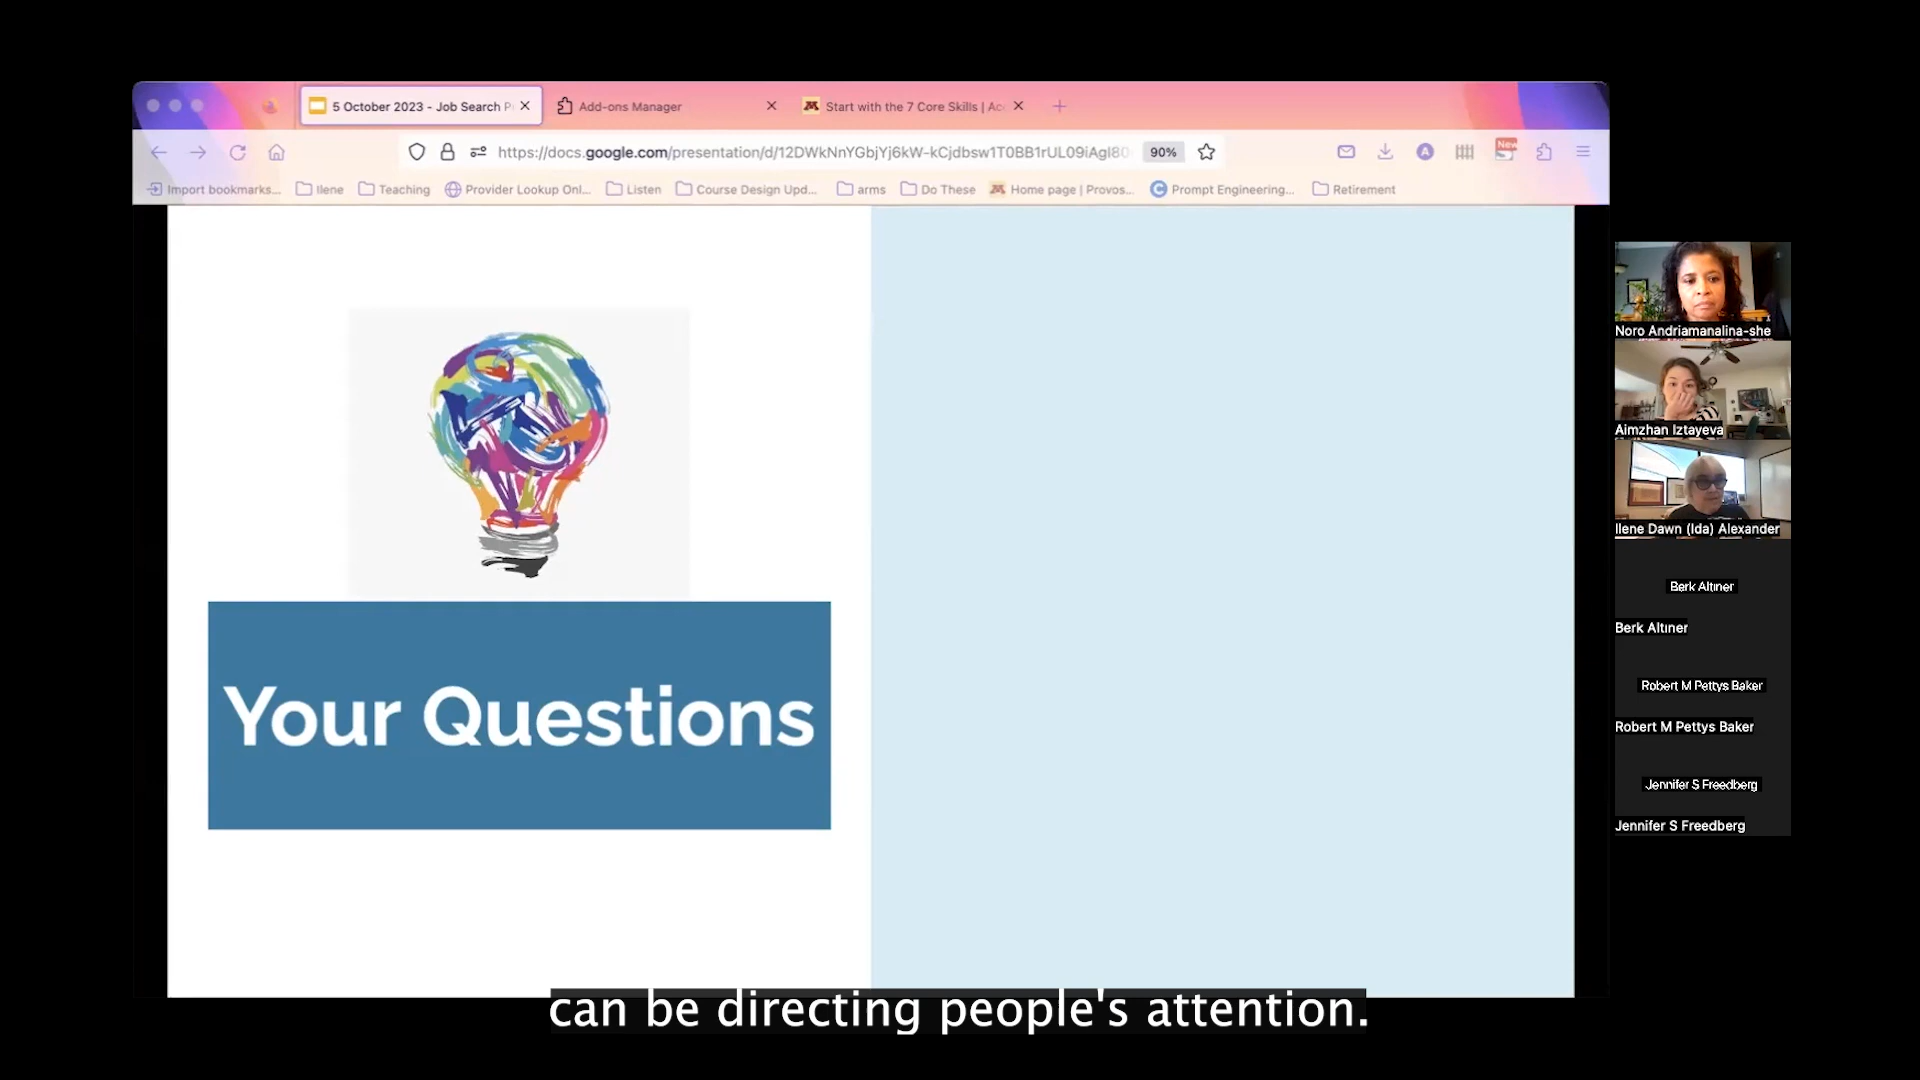 5 October 2023 - Job Search P
Add-ons Manager
Start with the 7 Core Skills | Ac
https://docs.google.com/presentation/d/12DWkNnYGbjYj6kW-kCjdbsw1T0BB1rUL09iAgI80
90%
A
New
Import bookmarks...
Ilene
Teaching
Provider Lookup Onl...
Listen
Course Design Upd...
arms
Do These
Home page | Provos...
Prompt Engineering...
Retirement
Your Questions
Noro Andriamanalina-she
Aimzhan Iztayeva
Ilene Dawn (Ida) Alexander
Berk Altıner
Berk Altıner
Robert M Pettys Baker
Robert M Pettys Baker
Jennifer S Freedberg
Jennifer S Freedberg
can be directing people's attention.